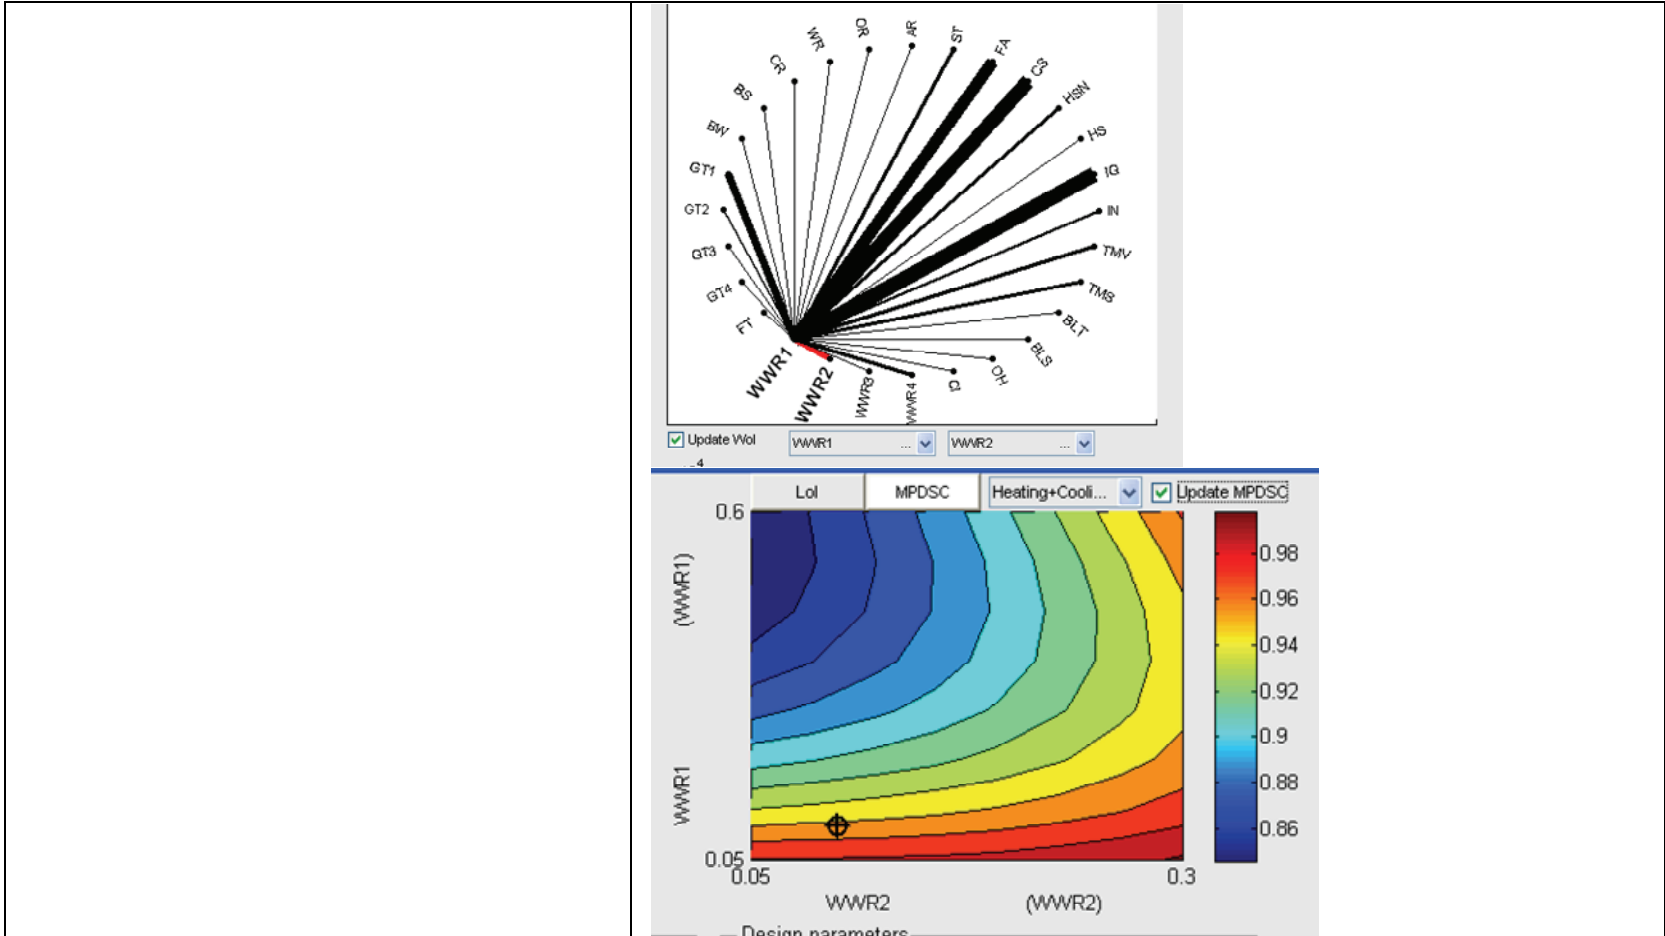 OR
AR
ST
WR
FA
CR
CS
BS
HSN
BW
HS
GT1
IG
GT2
IN
GT3
TMV
GT4
TMS
FT
BLT
WWR1
BLS
WWR2
WWR3
WWR4
CI
OH
Update WoI
WWR1 ...
WWR2 ...
4
LoI
MPDSC
Heating+Cooli...
Update MPDSC
0.6
(WWR1)
WWR1
0.05
0.05
0.3
WWR2
(WWR2)
0.98
0.96
0.94
0.92
0.9
0.88
0.86
Design parameters